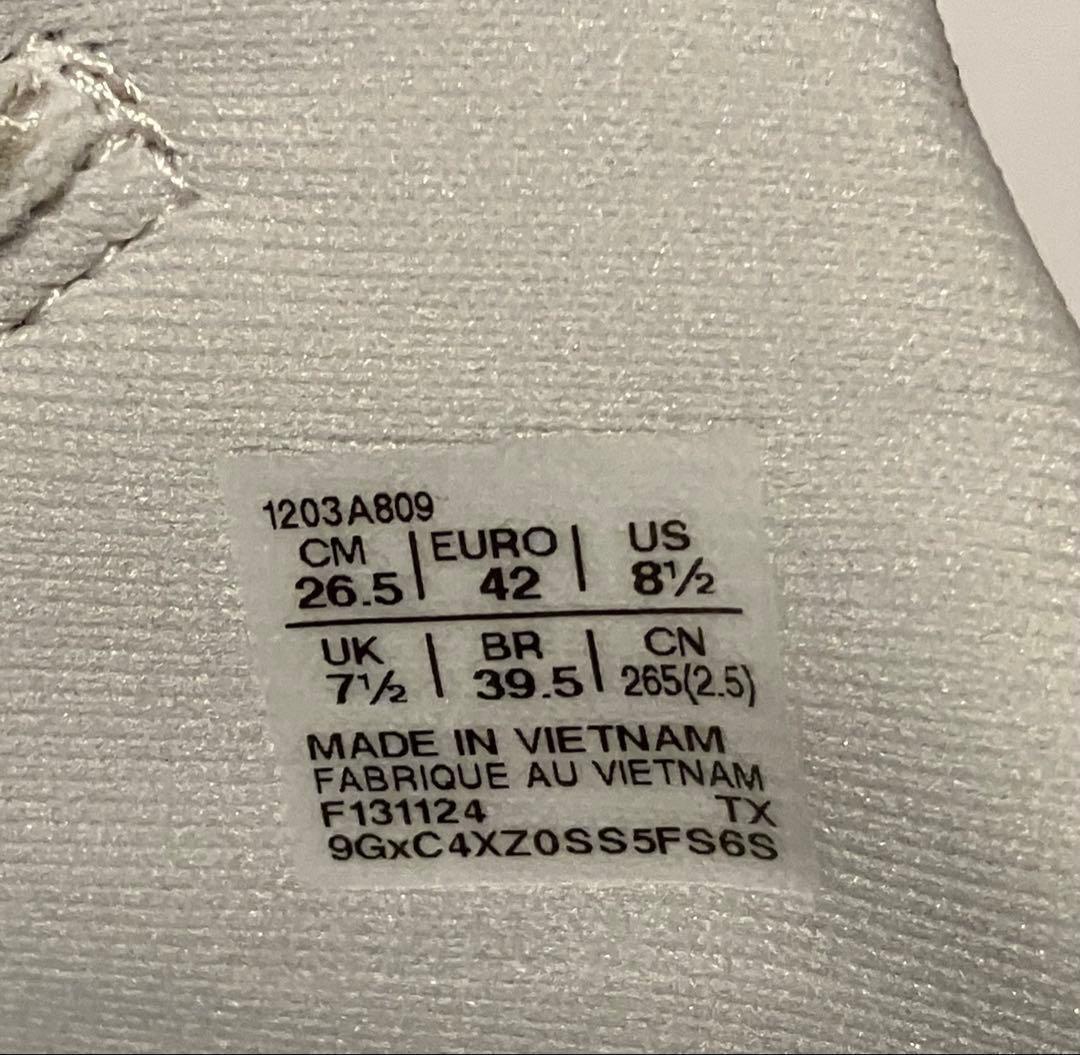 1203A809
CM | EURO | US
26.5 | 42 | 8½
UK | BR | CN
7½ | 39.5 | 265(2.5)
MADE IN VIETNAM
FABRIQUE AU VIETNAM
F131124 TX
9GxC4XZ0SS5FS6S